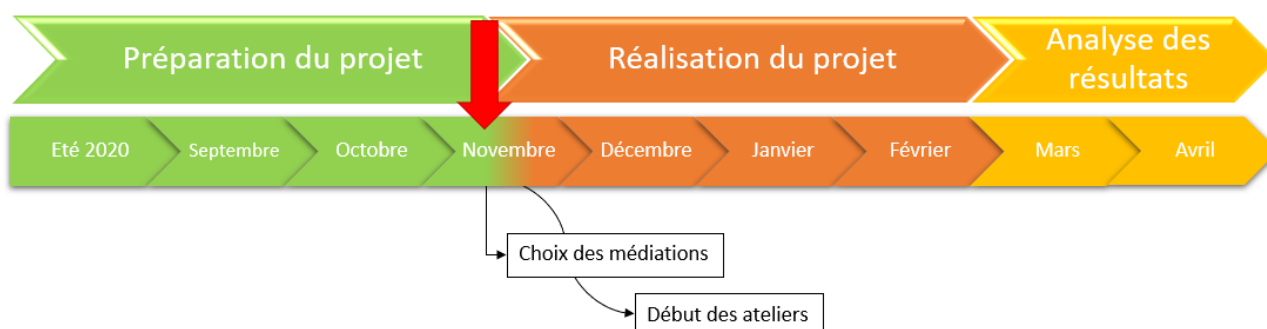 Préparation du projet
Réalisation du projet
Analyse des
résultats
Eté 2020
Septembre
Octobre
Novembre
Décembre
Janvier
Février
Mars
Avril
Choix des médiations
Début des ateliers